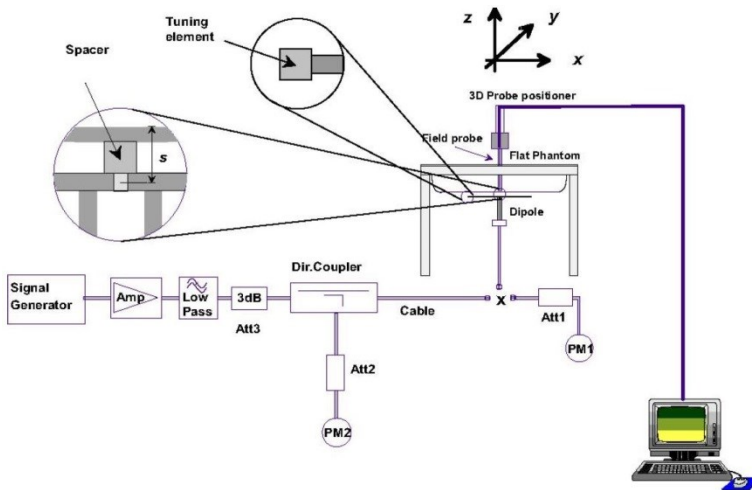 Tuning
element
Spacer
s
z
y
x
3D Probe positioner
Field probe
Flat Phantom
Dipole
Signal
Generator
Amp
Low
Pass
3dB
Att3
Dir.Coupler
Cable
x
Att1
PM1
Att2
PM2